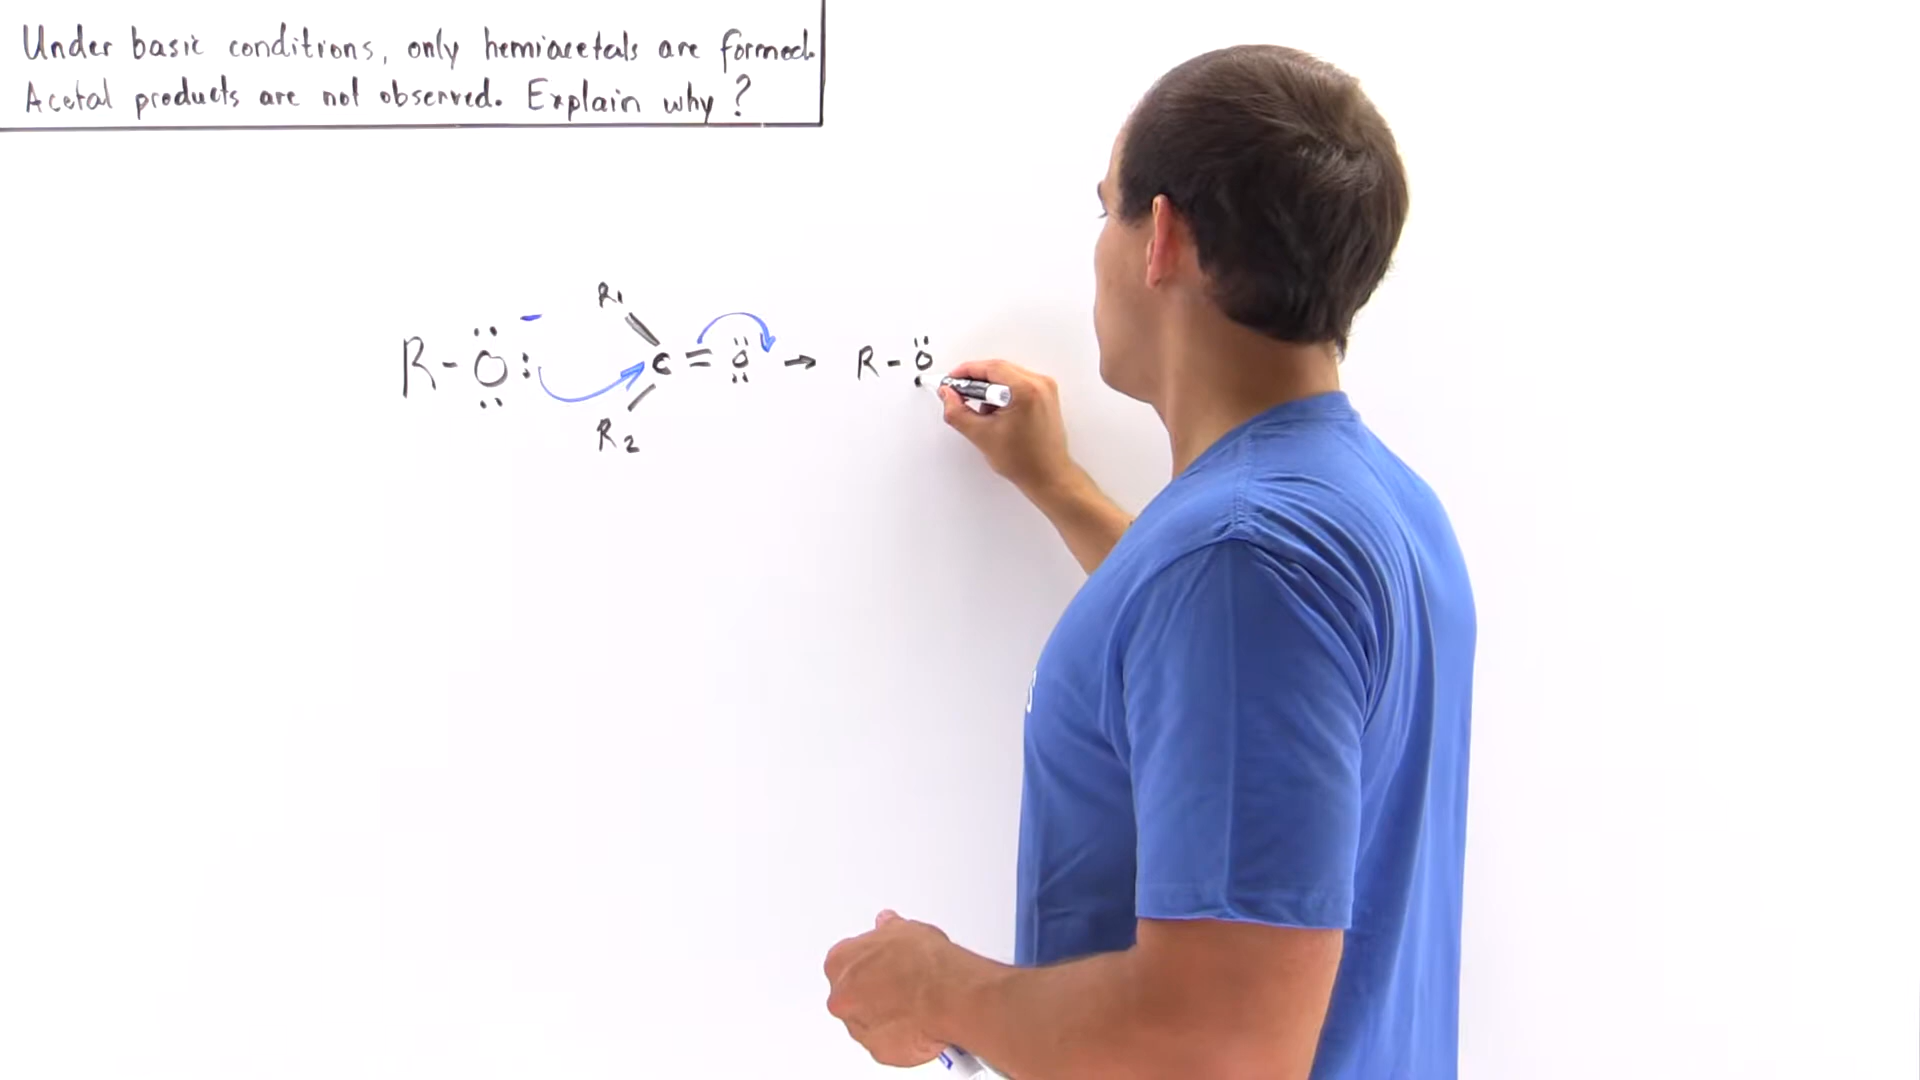 Under basic conditions, only hemiacetals are formed.
Acetal products are not observed. Explain why?
R-O: -
R1
C=O → R-O
R2